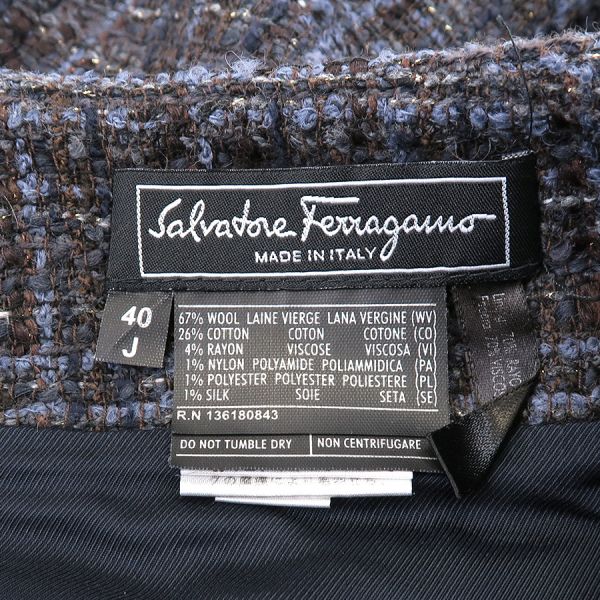 Salvatore Ferragamo
MADE IN ITALY
40
J
67% WOOL LAINE VIERGE LANA VERGINE (WV)
26% COTTON COTON COTONE (CO)
4% RAYON VISCOSE VISCOSA (VI)
1% NYLON POLYAMIDE POLIAMMIDICA (PA)
1% POLYESTER POLYESTER POLIESTERE (PL)
1% SILK SOIE SETA (SE)
R.N 136180843
DO NOT TUMBLE DRY NON CENTRIFUGARE